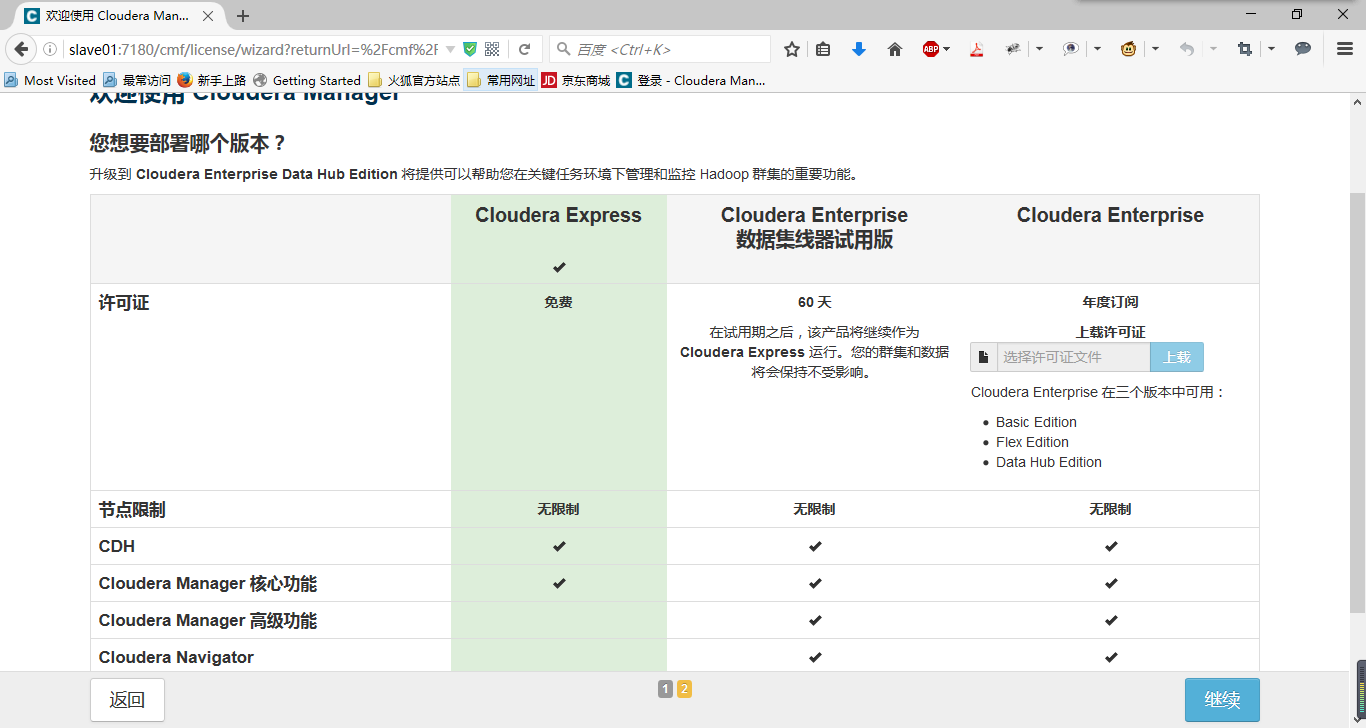 欢迎使用 Cloudera Man...
slave01:7180/cmf/license/wizard?returnUrl=%2Fcmf%2F
百度 <Ctrl+K>
ABP
Most Visited 最常访问 新手上路 Getting Started 火狐官方站点 常用网址 JD 京东商城 C 登录 - Cloudera Man...
欢迎使用 Cloudera Manager
您想要部署哪个版本？
升级到 Cloudera Enterprise Data Hub Edition 将提供可以帮助您在关键任务环境下管理和监控 Hadoop 群集的重要功能。
Cloudera Express
Cloudera Enterprise
数据集线器试用版
Cloudera Enterprise
许可证
免费
60 天
在试用期之后，该产品将继续作为
Cloudera Express 运行。您的群集和数据
将会保持不受影响。
年度订阅
上载许可证
选择许可证文件 上载
Cloudera Enterprise 在三个版本中可用：
Basic Edition
Flex Edition
Data Hub Edition
节点限制 无限制 无限制 无限制
CDH
Cloudera Manager 核心功能
Cloudera Manager 高级功能
Cloudera Navigator
返回 1 2 继续